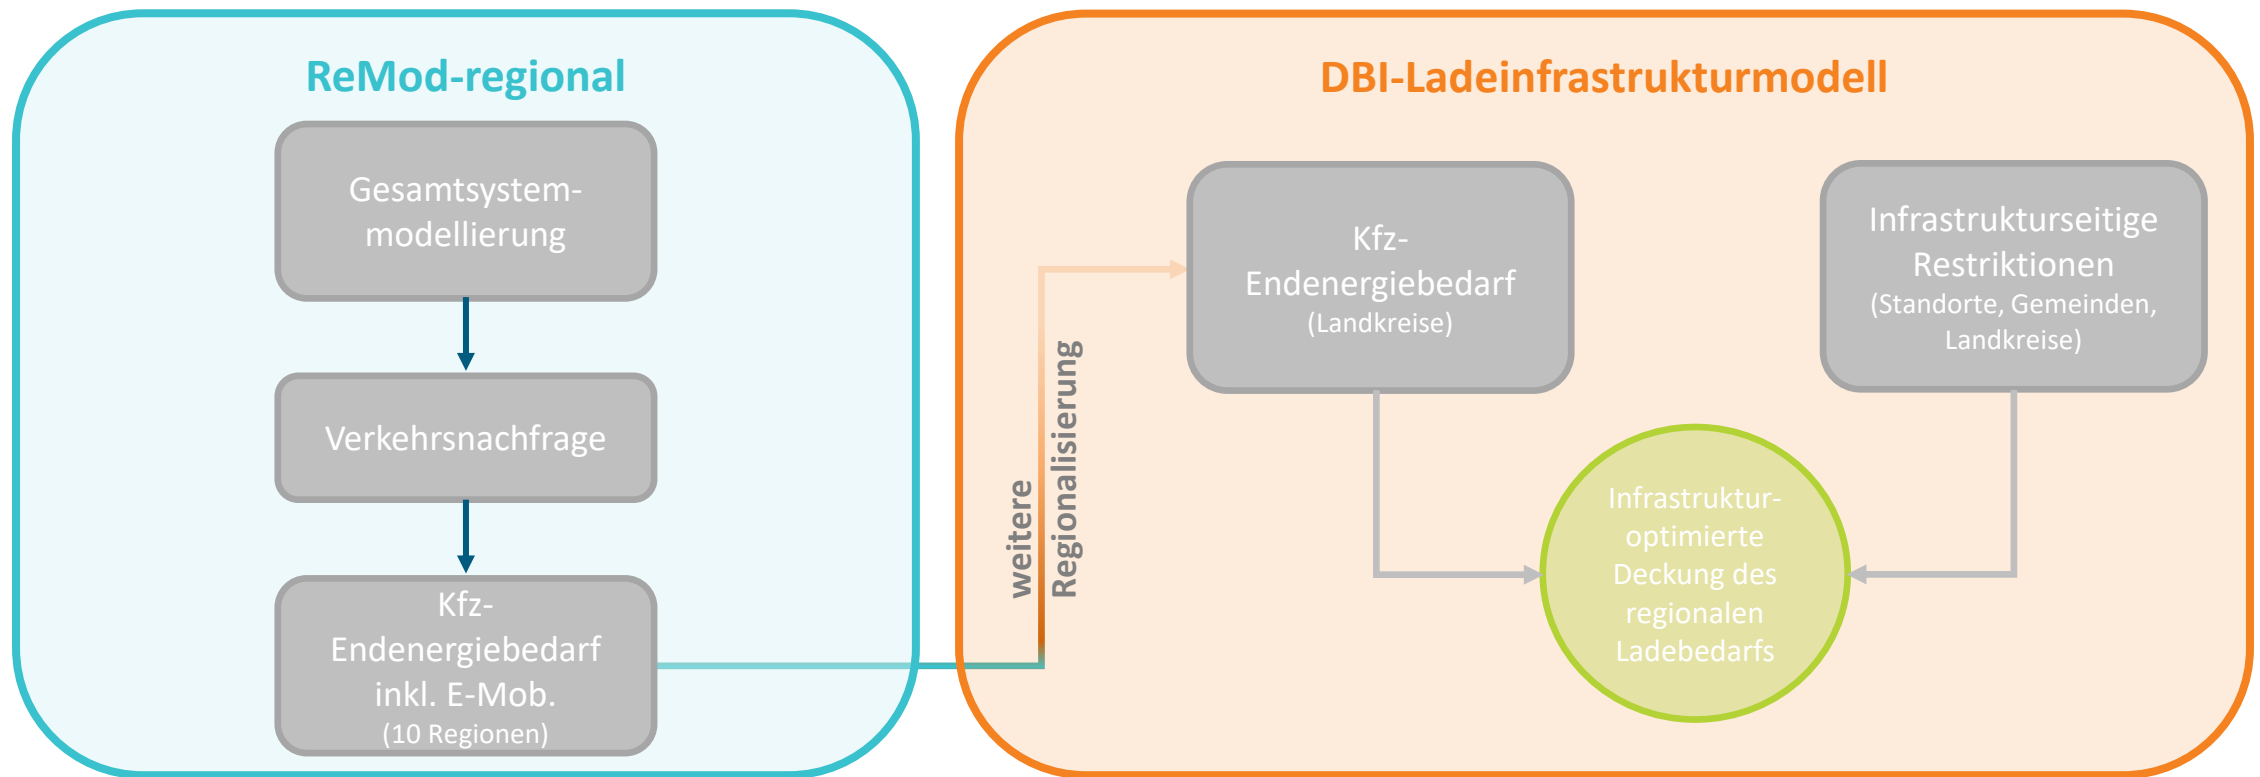 ReMod-regional
Gesamtsystem-
modellierung
Verkehrsnachfrage
Kfz-
Endenergiebedarf
inkl. E-Mob.
(10 Regionen)
weitere
Regionalisierung
DBI-Ladeinfrastrukturmodell
Kfz-
Endenergiebedarf
(Landkreise)
Infrastrukturseitige
Restriktionen
(Standorte, Gemeinden,
Landkreise)
Infrastruktur-
optimierte
Deckung des
regionalen
Ladebedarfs